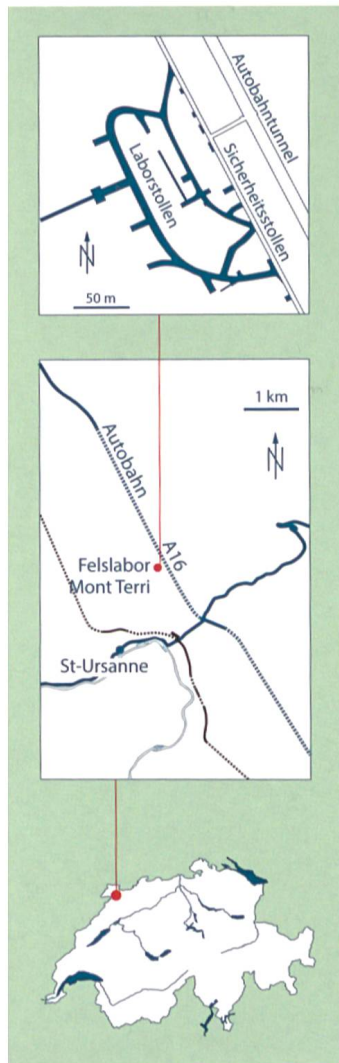 Autobahntunnel
Sicherheitsstollen
Laborstollen
N
50 m
1 km
Autobahn
N
A16
Felslabor
Mont Terri
St-Ursanne